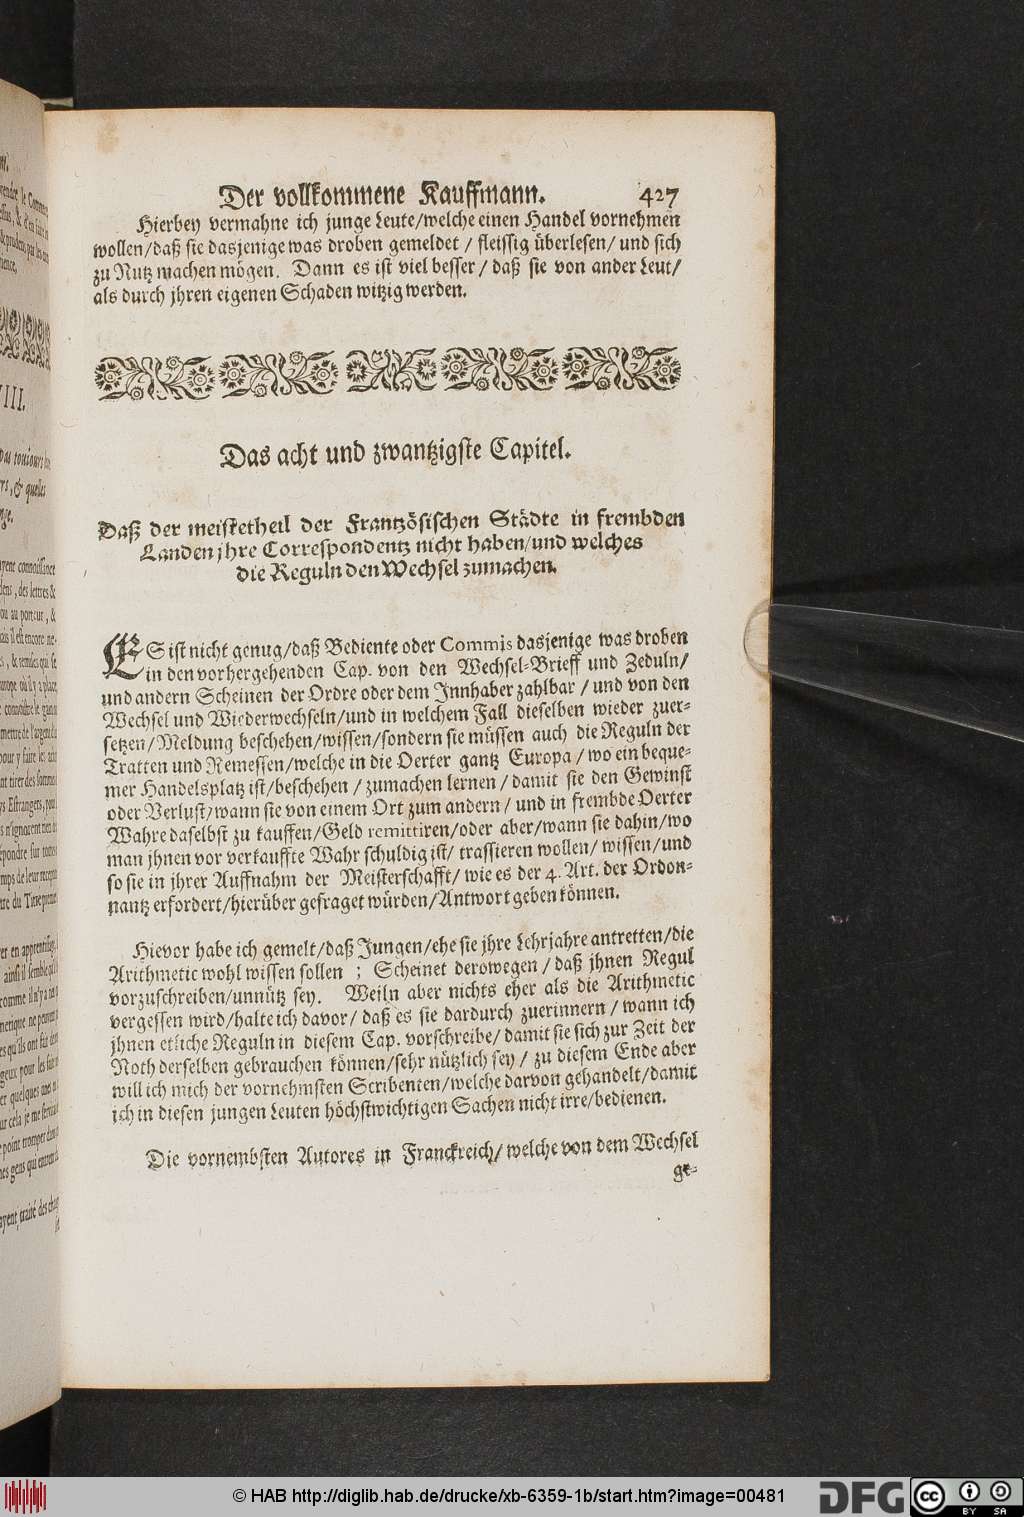 Der vollkommene Kauffmann. 427
Hierbey vermahne ich junge Leute/welche einen Handel vornehmen
wollen/daß sie dasjenige was droben gemeldet / fleissig überlesen/ und sich
zu Nutz machen mögen. Dann es ist viel besser / daß sie von ander Leut/
als durch jhren eigenen Schaden witzig werden.
Das acht und zwantzigste Capitel.
Daß der meistetheil der Frantzösischen Städte in frembden
Landen jhre Correspondentz nicht haben/und welches
die Reguln den Wechsel zumachen.
ES ist nicht genug/daß Bediente oder Commis dasjenige was droben
in den vorhergehenden Cap. von den Wechsel-Brieff und Zeduln/
und andern Scheinen der Ordre oder dem Innhaber zahlbar / und von den
Wechsel und Wiederwechseln/und in welchem Fall dieselben wieder zuer-
setzen/Meldung beschehen/wissen/sondern sie müssen auch die Reguln der
Tratten und Remessen/welche in die Oerter gantz Europa / wo ein beque-
mer Handelsplatz ist/beschehen / zumachen lernen / damit sie den Gewinst
oder Verlust/wann sie von einem Ort zum andern / und in frembde Oerter
Wahre daselbst zu kauffen/Geld remittiren/oder aber/wann sie dahin/wo
man jhnen vor verkauffte Wahr schuldig ist/ trassieren wollen/ wissen/und
so sie in jhrer Auffnahm der Meisterschafft/ wie es der 4. Art. der Ordon-
nantz erfordert/hierüber gefraget würden/Antwort geben können.
Hievor habe ich gemelt/daß Jungen/ehe sie jhre Lehrjahre antretten/die
Arithmetic wohl wissen sollen ; Scheinet derowegen / daß jhnen Regul
vorzuschreiben/unnütz sey. Weiln aber nichts eher als die Arithmetic
vergessen wird/halte ich davor/ daß es sie dardurch zuerinnern / wann ich
jhnen etliche Reguln in diesem Cap. vorschreibe/ damit sie sich zur Zeit der
Noth derselben gebrauchen können/sehr nützlich sey / zu diesem Ende aber
will ich mich der vornehmsten Scribenten/welche darvon gehandelt/damit
ich in diesen jungen Leuten höchstwichtigen Sachen nicht irre/bedienen.
Die vornembsten Autores in Franckreich/ welche von dem Wechsel
ge-
© HAB http://diglib.hab.de/drucke/xb-6359-1b/start.htm?image=00481
DFG
cc BY SA